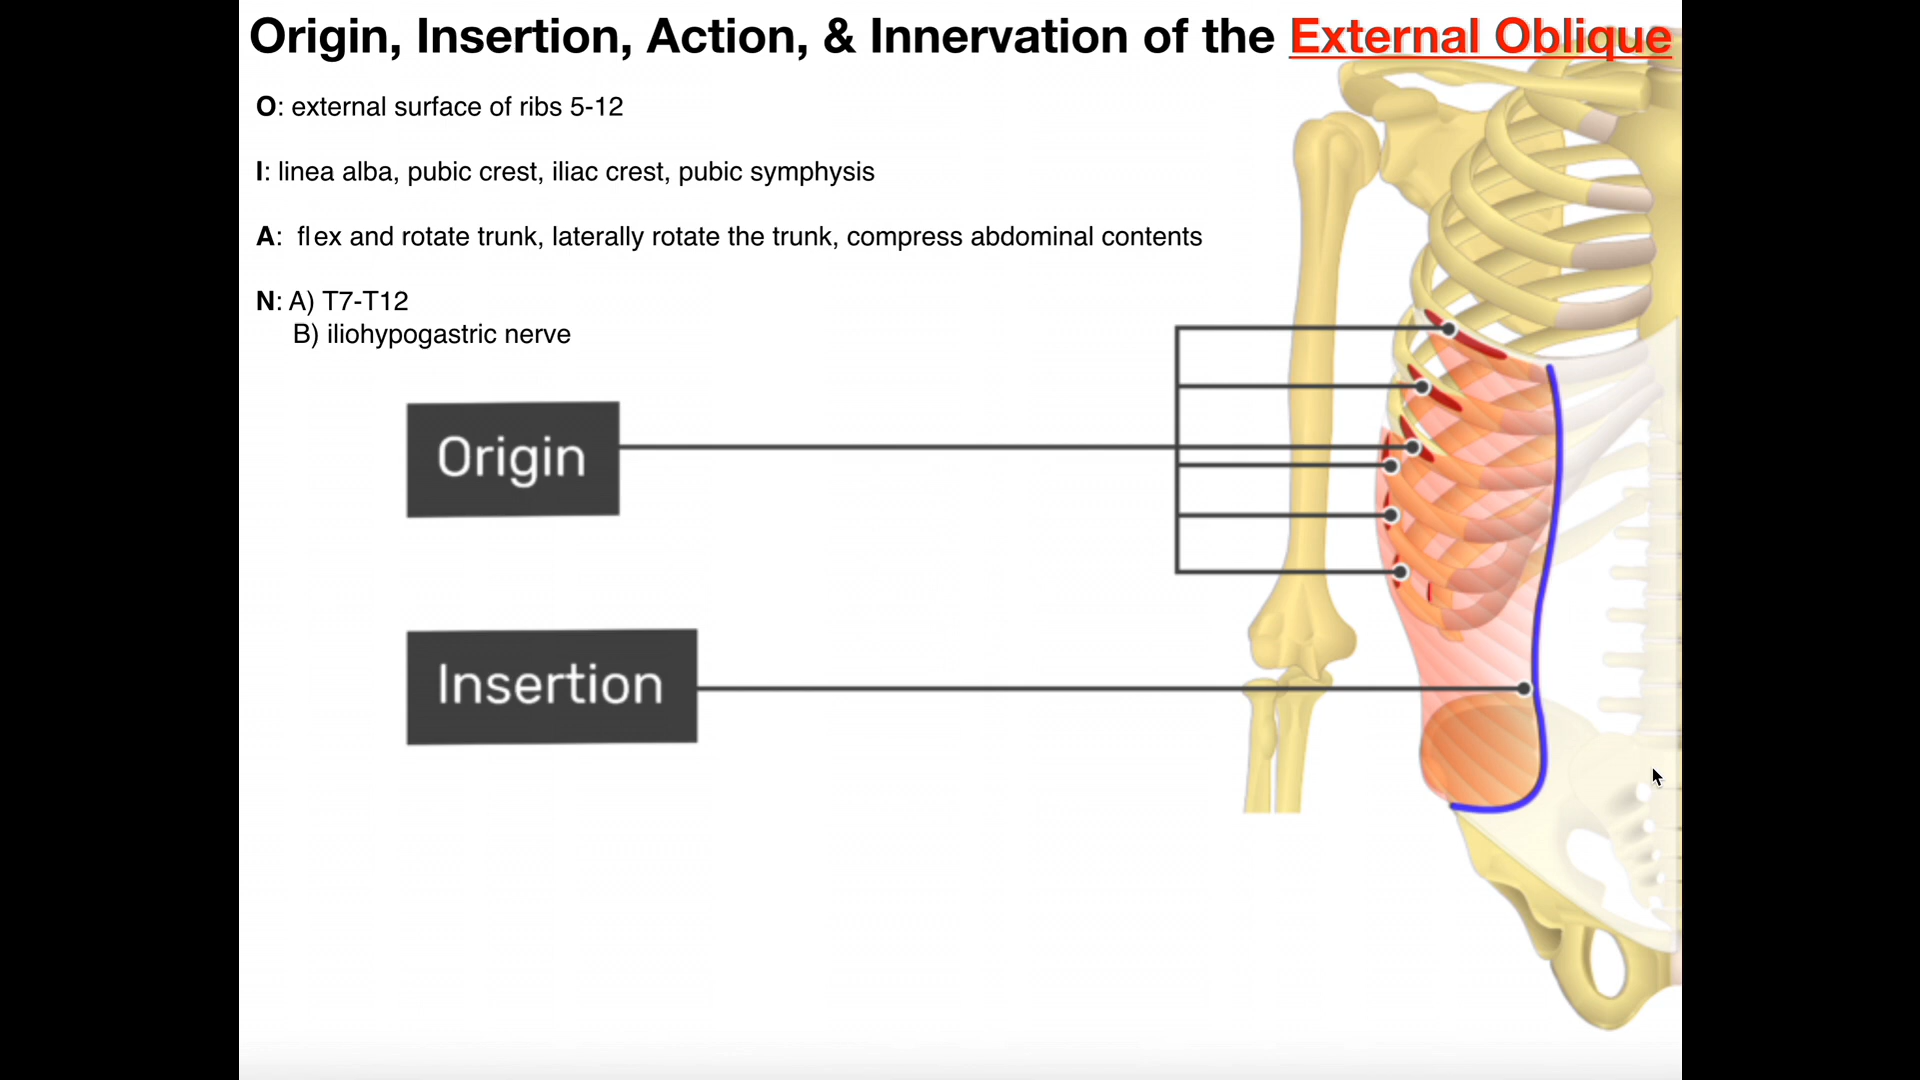 Origin, Insertion, Action, & Innervation of the External Oblique
O: external surface of ribs 5-12
I: linea alba, pubic crest, iliac crest, pubic symphysis
A: flex and rotate trunk, laterally rotate the trunk, compress abdominal contents
N: A) T7-T12
B) iliohypogastric nerve
Origin
Insertion